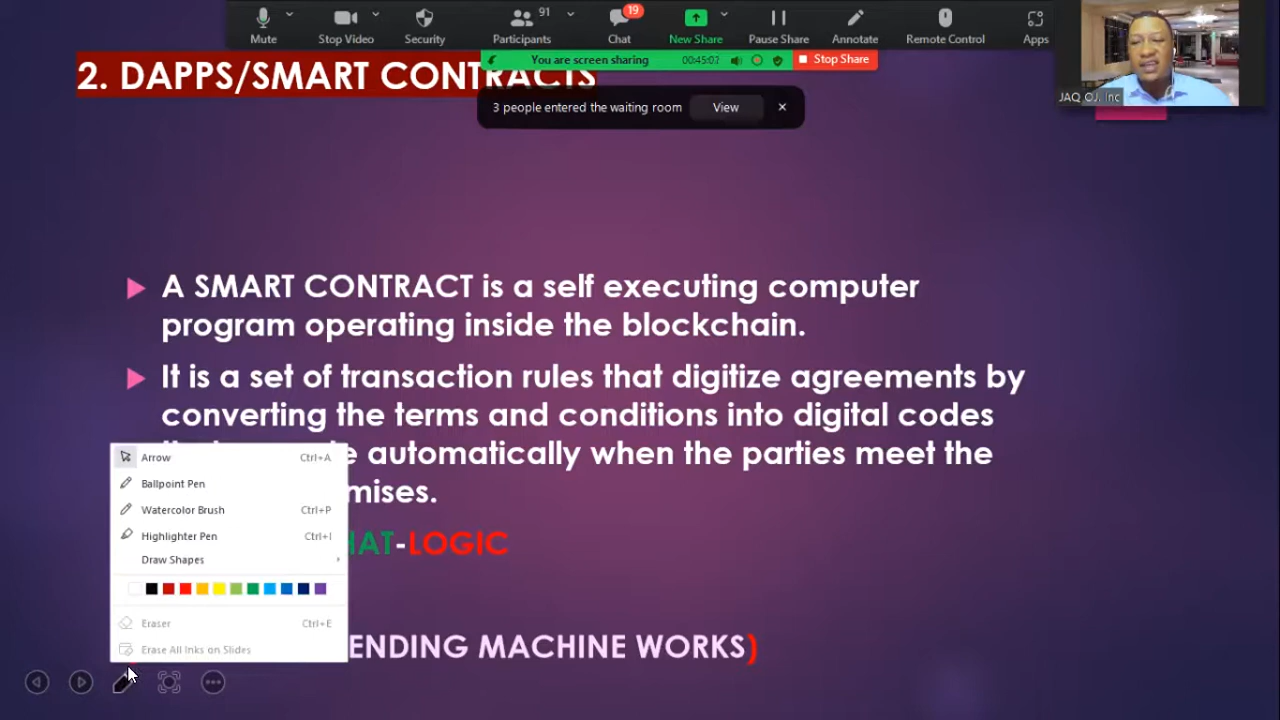 Mute
Stop Video
Security
91
Participants
19
Chat
New Share
Pause Share
Annotate
Remote Control
Apps
You are screen sharing
00:45:07
Stop Share
3 people entered the waiting room
View
JAQ OJ. Inc
2. DAPPS/SMART CONTRACTS
A SMART CONTRACT is a self executing computer
program operating inside the blockchain.
It is a set of transaction rules that digitize agreements by
converting the terms and conditions into digital codes
automatically when the parties meet the
Arrow Ctrl+A
Ballpoint Pen
Watercolor Brush Ctrl+P
Highlighter Pen Ctrl+I
Draw Shapes
Eraser Ctrl+E
Erase All Inks on Slides
mises.
HAT-LOGIC
ENDING MACHINE WORKS)